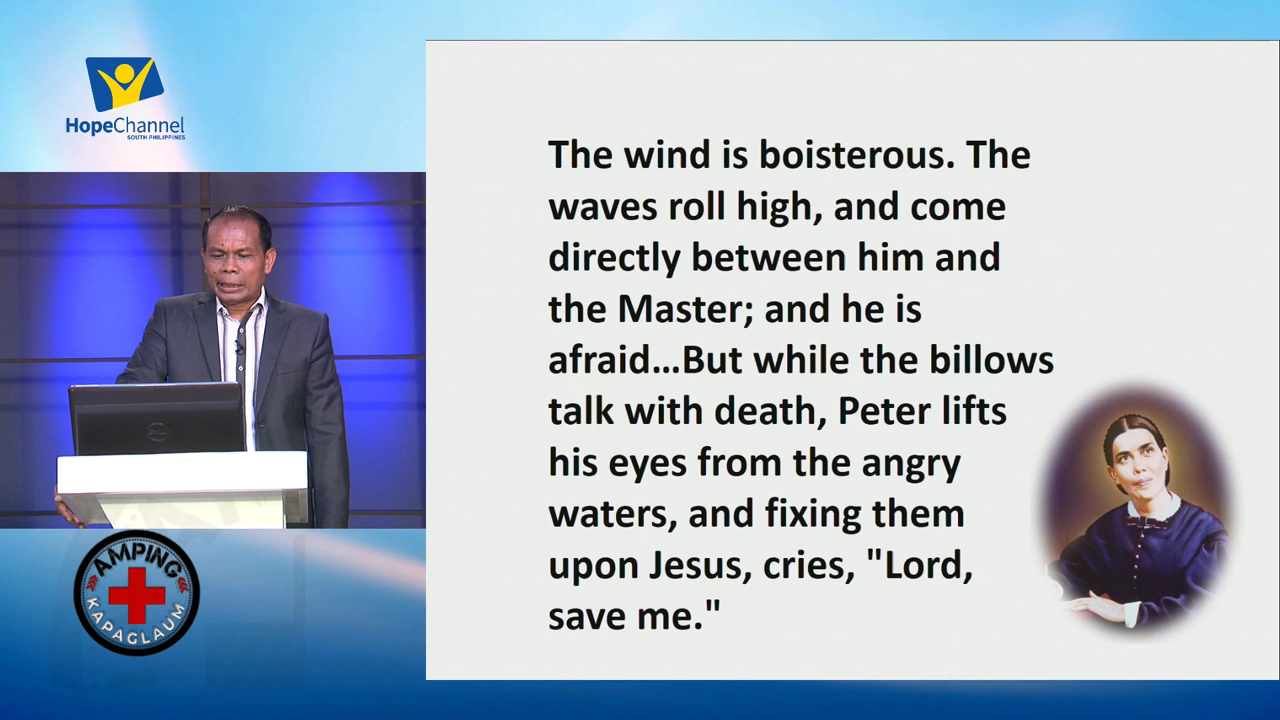 HopeChannel
SOUTH PHILIPPINES
The wind is boisterous. The
waves roll high, and come
directly between him and
the Master; and he is
afraid...But while the billows
talk with death, Peter lifts
his eyes from the angry
waters, and fixing them
upon Jesus, cries, "Lord,
save me."
AMPING
KAPAGLAUM